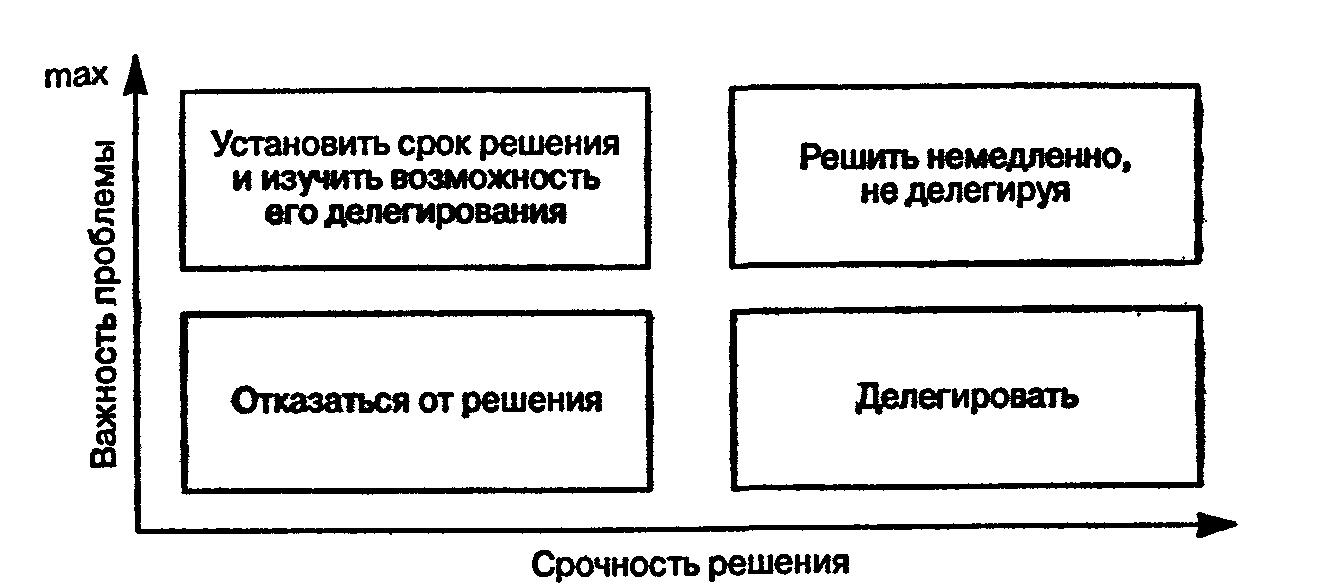 max
Важность проблемы
Установить срок решения
и изучить возможность
его делегирования
Решить немедленно,
не делегируя
Отказаться от решения
Делегировать
Срочность решения